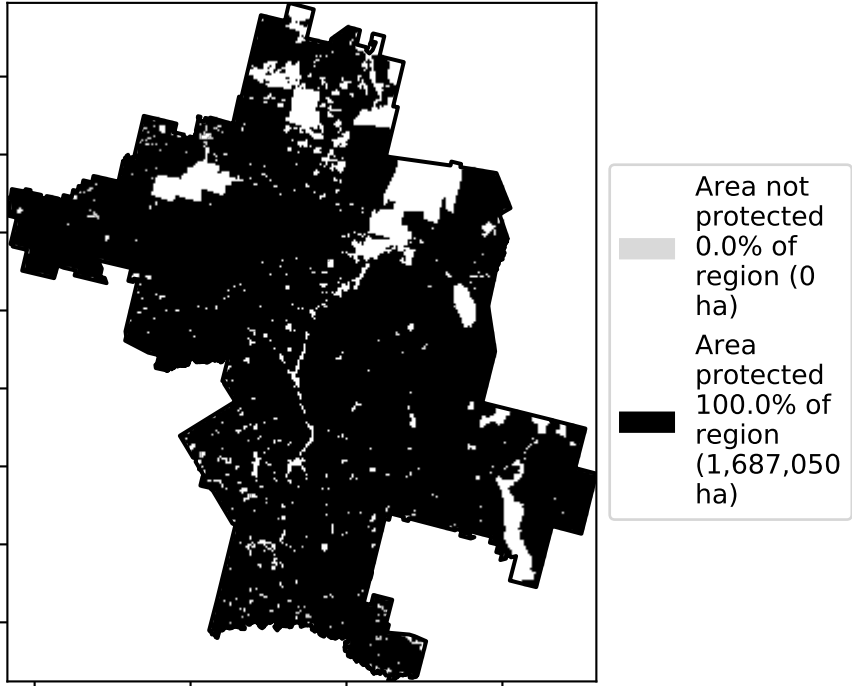 Area not
protected
0.0% of
region (0
ha)
Area
protected
100.0% of
region
(1,687,050
ha)